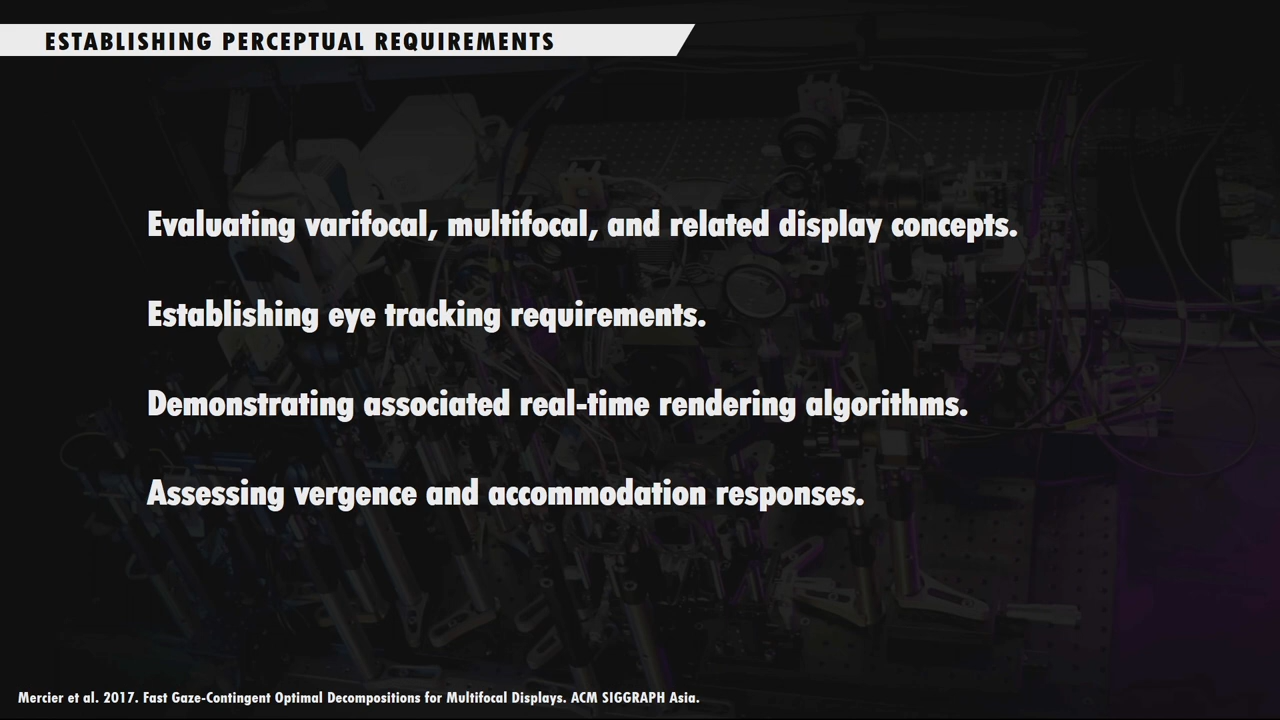 ESTABLISHING PERCEPTUAL REQUIREMENTS
Evaluating varifocal, multifocal, and related display concepts.
Establishing eye tracking requirements.
Demonstrating associated real-time rendering algorithms.
Assessing vergence and accommodation responses.
Mercier et al. 2017. Fast Gaze-Contingent Optimal Decompositions for Multifocal Displays. ACM SIGGRAPH Asia.